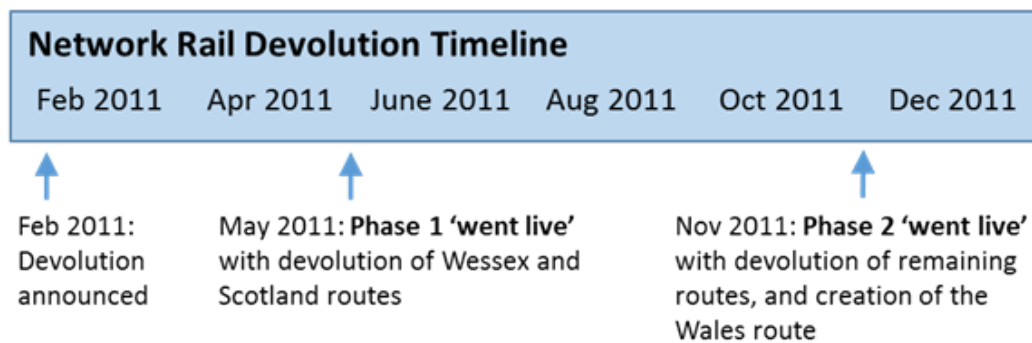 Network Rail Devolution Timeline
Feb 2011 Apr 2011 June 2011 Aug 2011 Oct 2011 Dec 2011
Feb 2011:
Devolution
announced
May 2011: Phase 1 ‘went live’
with devolution of Wessex and
Scotland routes
Nov 2011: Phase 2 ‘went live’
with devolution of remaining
routes, and creation of the
Wales route